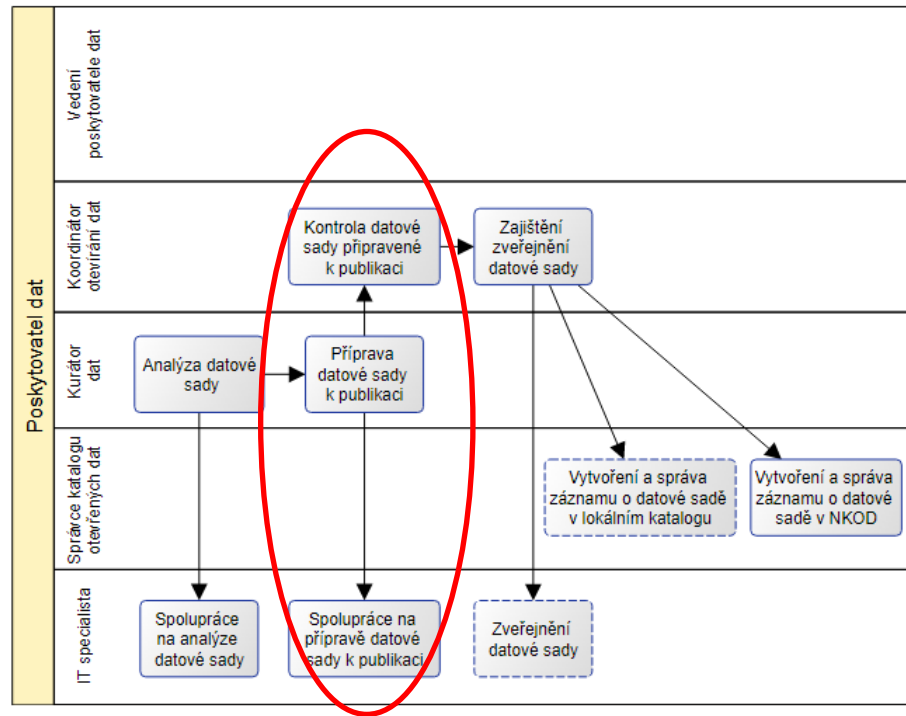 Poskytovatel dat
Vedení
poskytovatele dat
Koordinátor
otevírání dat
Kontrola datové
sady připravené
k publikaci
Zajištění
zveřejnění
datové sady
Kurátor
dat
Analýza datové
sady
Příprava
datové sady
k publikaci
Správce katalogu
otevřených dat
Vytvoření a správa
záznamu o datové sadě
v lokálním katalogu
Vytvoření a správa
záznamu o datové
sadě v NKOD
IT specialista
Spolupráce
na analýze
datové sady
Spolupráce na
přípravě datové
sady k publikaci
Zveřejnění
datové sady